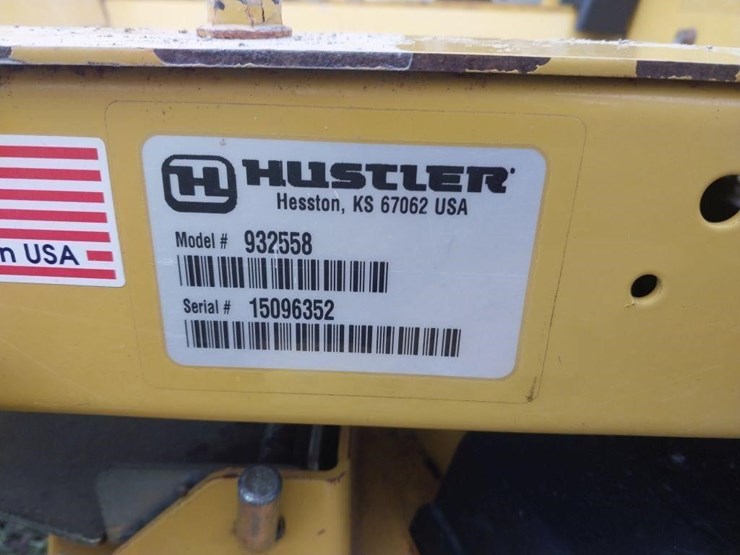 H HUSTLER
Hesston, KS 67062 USA
Model # 932558
Serial # 15096352
n USA